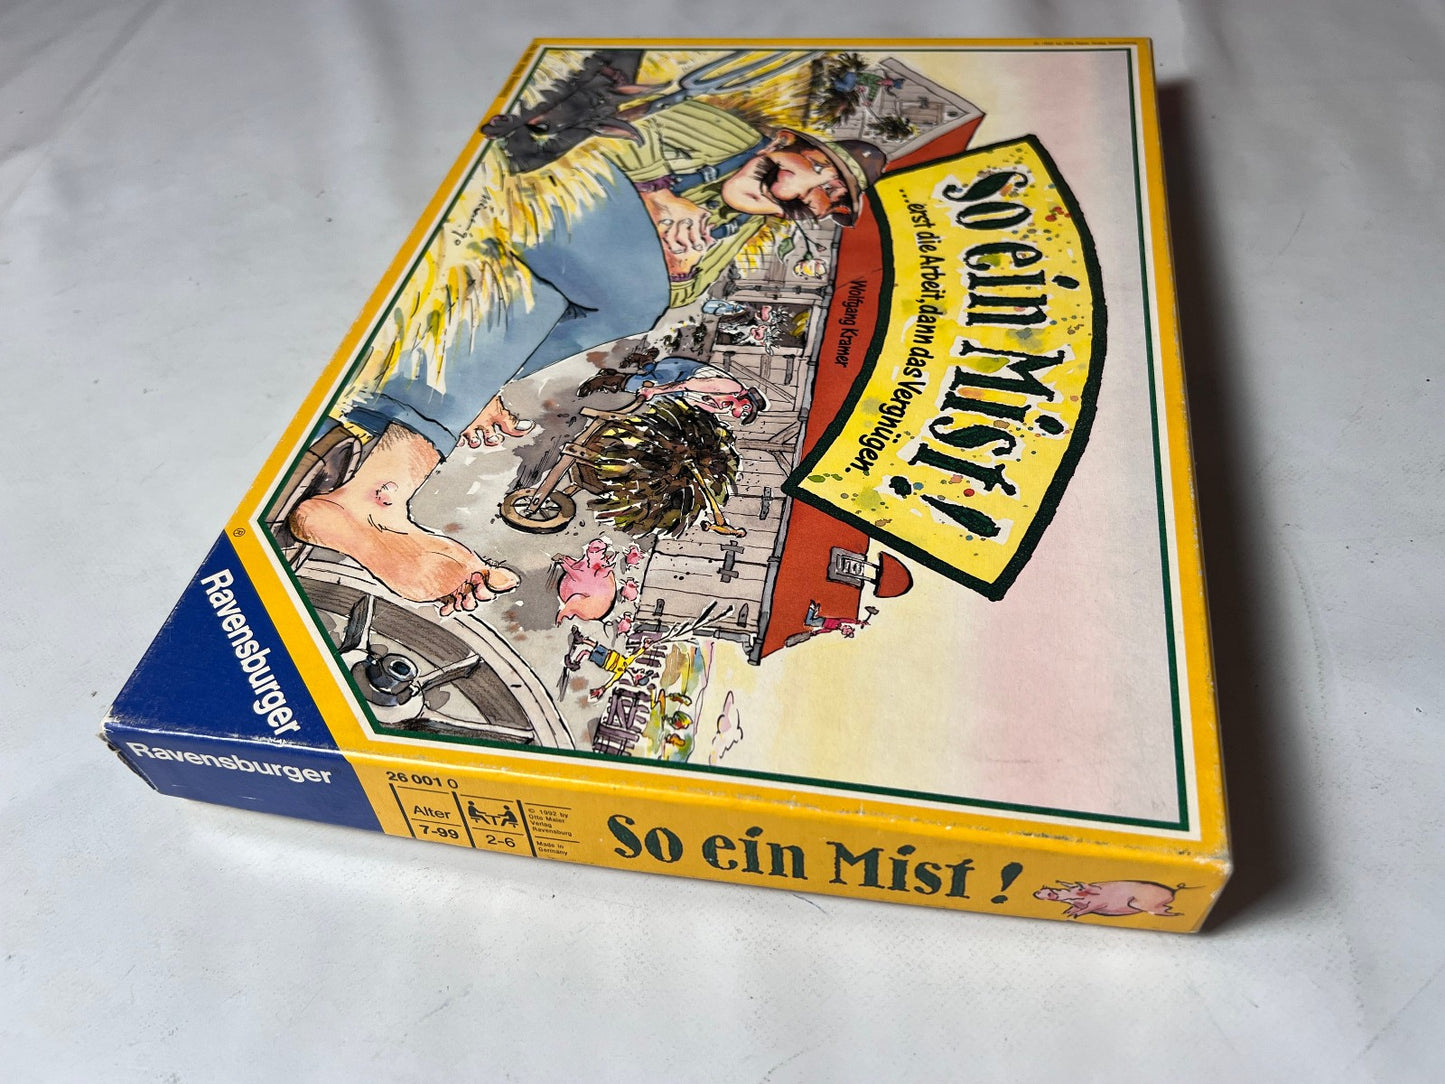 So ein Mist!
...erst die Arbeit, dann das Vergnügen.
Wolfgang Kramer
Ravensburger
®
Ravensburger
26 001 0
Alter
7-99
2-6
© 1992 by
Otto Maier
Verlag
Ravensburg
Made in
Germany
So ein Mist!